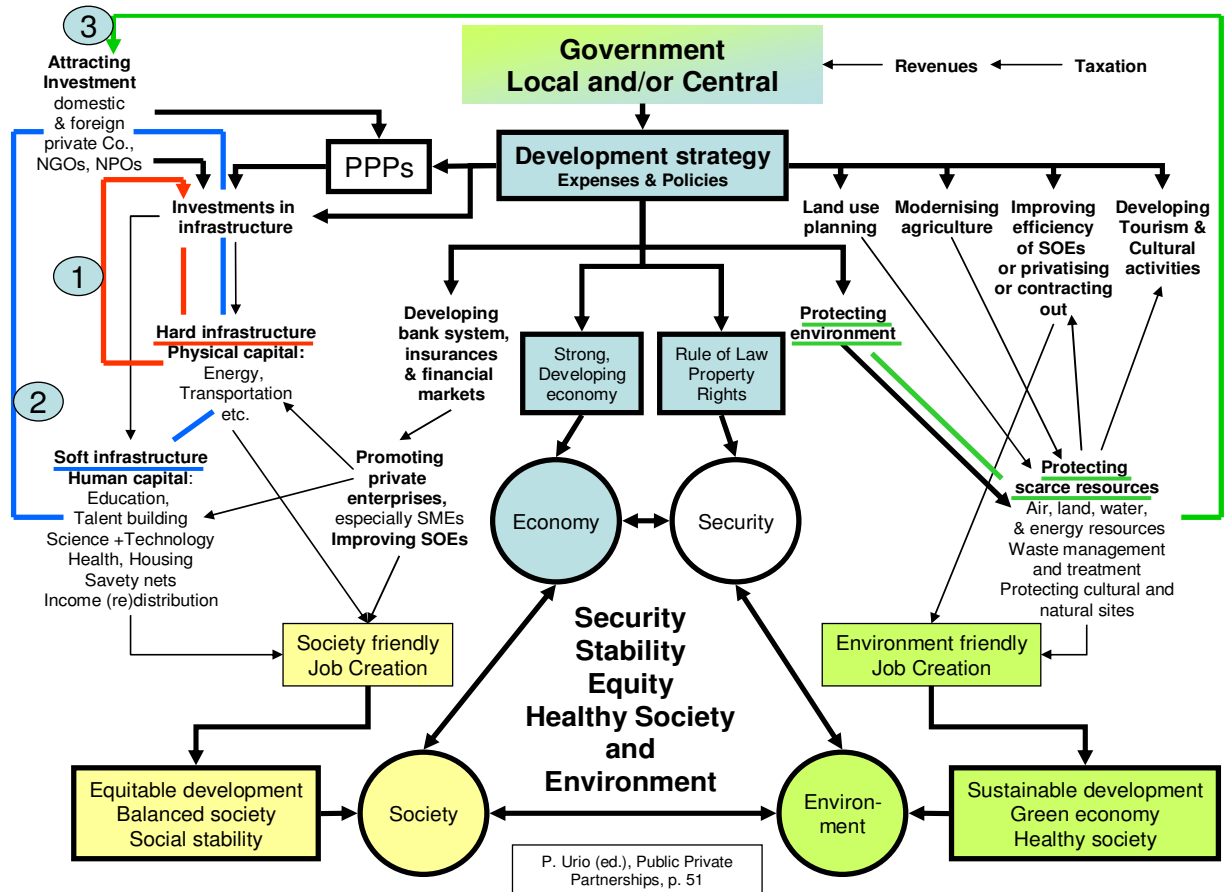 3
Attracting
Investment
domestic
& foreign
private Co.,
NGOs, NPOs
Government
Local and/or Central
Revenues
Taxation
PPPs
Development strategy
Expenses & Policies
Investments in
infrastructure
Land use
planning
Modernising
agriculture
Improving
efficiency
of SOEs
or privatising
or contracting
out
Developing
Tourism &
Cultural
activities
1
Hard infrastructure
Physical capital:
Energy,
Transportation
etc.
Developing
bank system,
insurances
& financial
markets
Strong,
Developing
economy
Rule of Law
Property
Rights
Protecting
environment
2
Soft infrastructure
Human capital:
Education,
Talent building
Science +Technology
Health, Housing
Savety nets
Income (re)distribution
Promoting
private
enterprises,
especially SMEs
Improving SOEs
Economy
Security
Protecting
scarce resources
Air, land, water,
& energy resources
Waste management
and treatment
Protecting cultural and
natural sites
Society friendly
Job Creation
Security
Stability
Equity
Healthy Society
and
Environment
Environment friendly
Job Creation
Equitable development
Balanced society
Social stability
Society
Environ-
ment
Sustainable development
Green economy
Healthy society
P. Urio (ed.), Public Private
Partnerships, p. 51